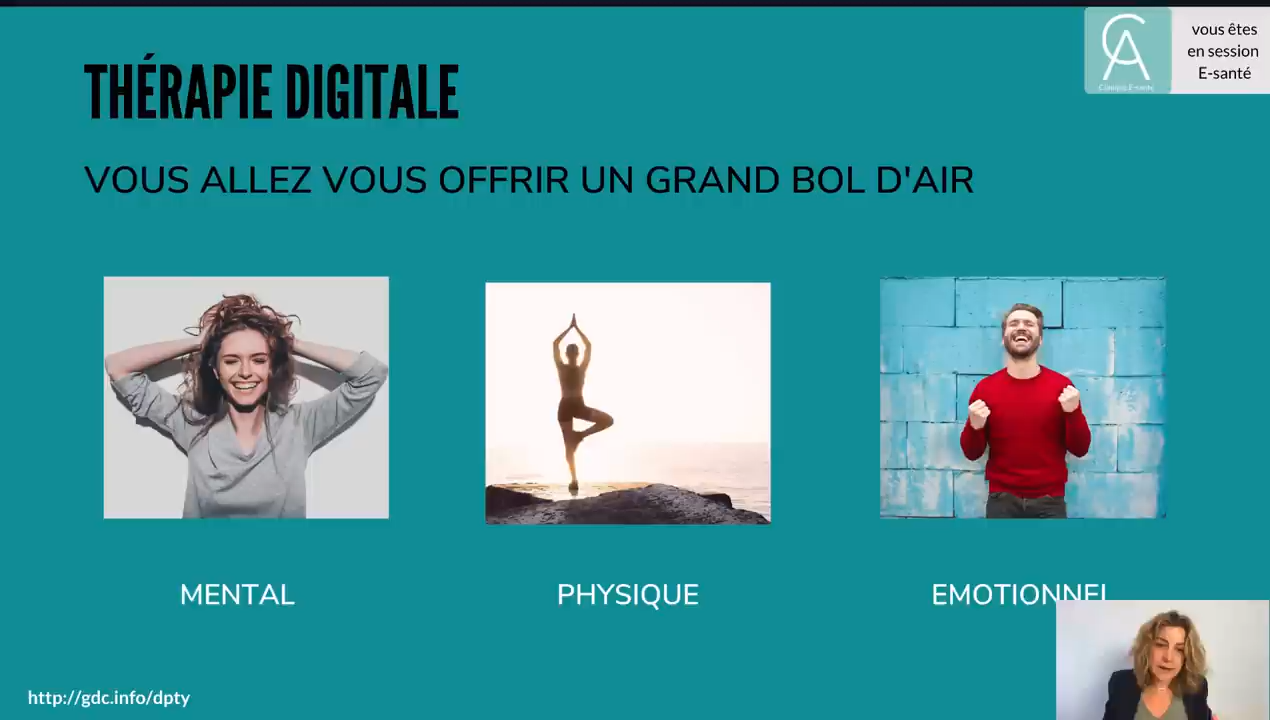 vous êtes
en session
E-santé
THÉRAPIE DIGITALE
VOUS ALLEZ VOUS OFFRIR UN GRAND BOL D'AIR
MENTAL
PHYSIQUE
EMOTIONNEL
http://gdc.info/dpty